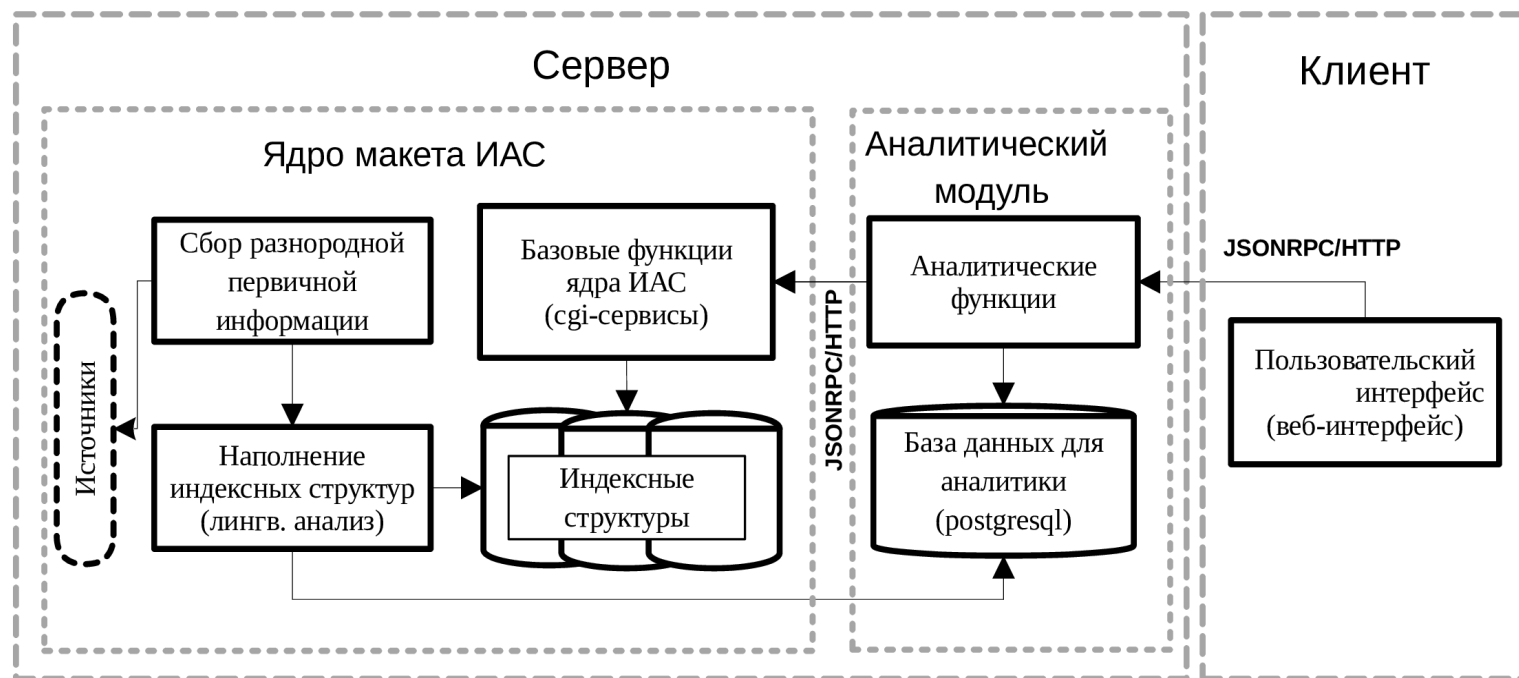 Сервер
Клиент
Ядро макета ИАС
Аналитический
модуль
Сбор разнородной
первичной
информации
Базовые функции
ядра ИАС
(cgi-сервисы)
Аналитические
функции
JSONRPC/HTTP
JSONRPC/HTTP
Пользовательский
интерфейс
(веб-интерфейс)
Источники
Наполнение
индексных структур
(лингв. анализ)
Индексные
структуры
База данных для
аналитики
(postgresql)